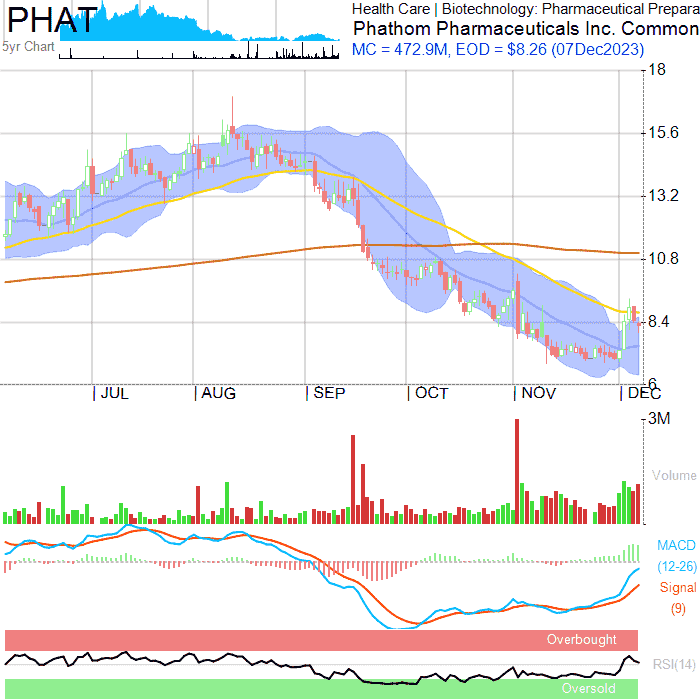 PHAT
5yr Chart
Health Care | Biotechnology: Pharmaceutical Prepara
Phathom Pharmaceuticals Inc. Common
MC = 472.9M, EOD = $8.26 (07Dec2023)
18
15.6
13.2
10.8
8.4
6
JUL
AUG
SEP
OCT
NOV
DEC
3M
Volume
MACD
(12-26)
Signal
(9)
Overbought
RSI(14)
Oversold